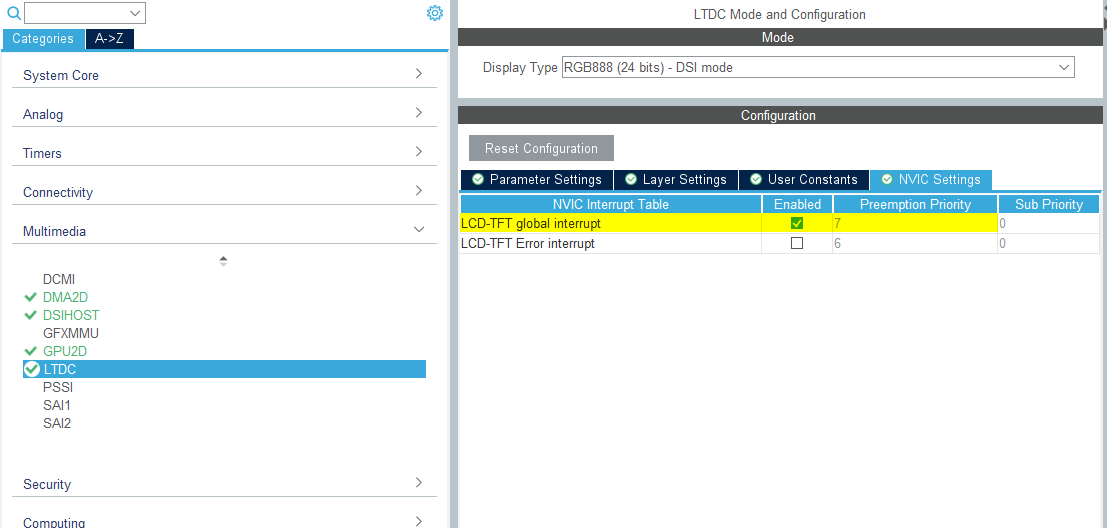 Categories A->Z
System Core
Analog
Timers
Connectivity
Multimedia
DCMI
DMA2D
DSIHOST
GFXMMU
GPU2D
LTDC
PSSI
SAI1
SAI2
Security
Computing
LTDC Mode and Configuration
Mode
Display Type RGB888 (24 bits) - DSI mode
Configuration
Reset Configuration
Parameter Settings Layer Settings User Constants NVIC Settings
NVIC Interrupt Table Enabled Preemption Priority Sub Priority
LCD-TFT global interrupt 7 0
LCD-TFT Error interrupt 6 0